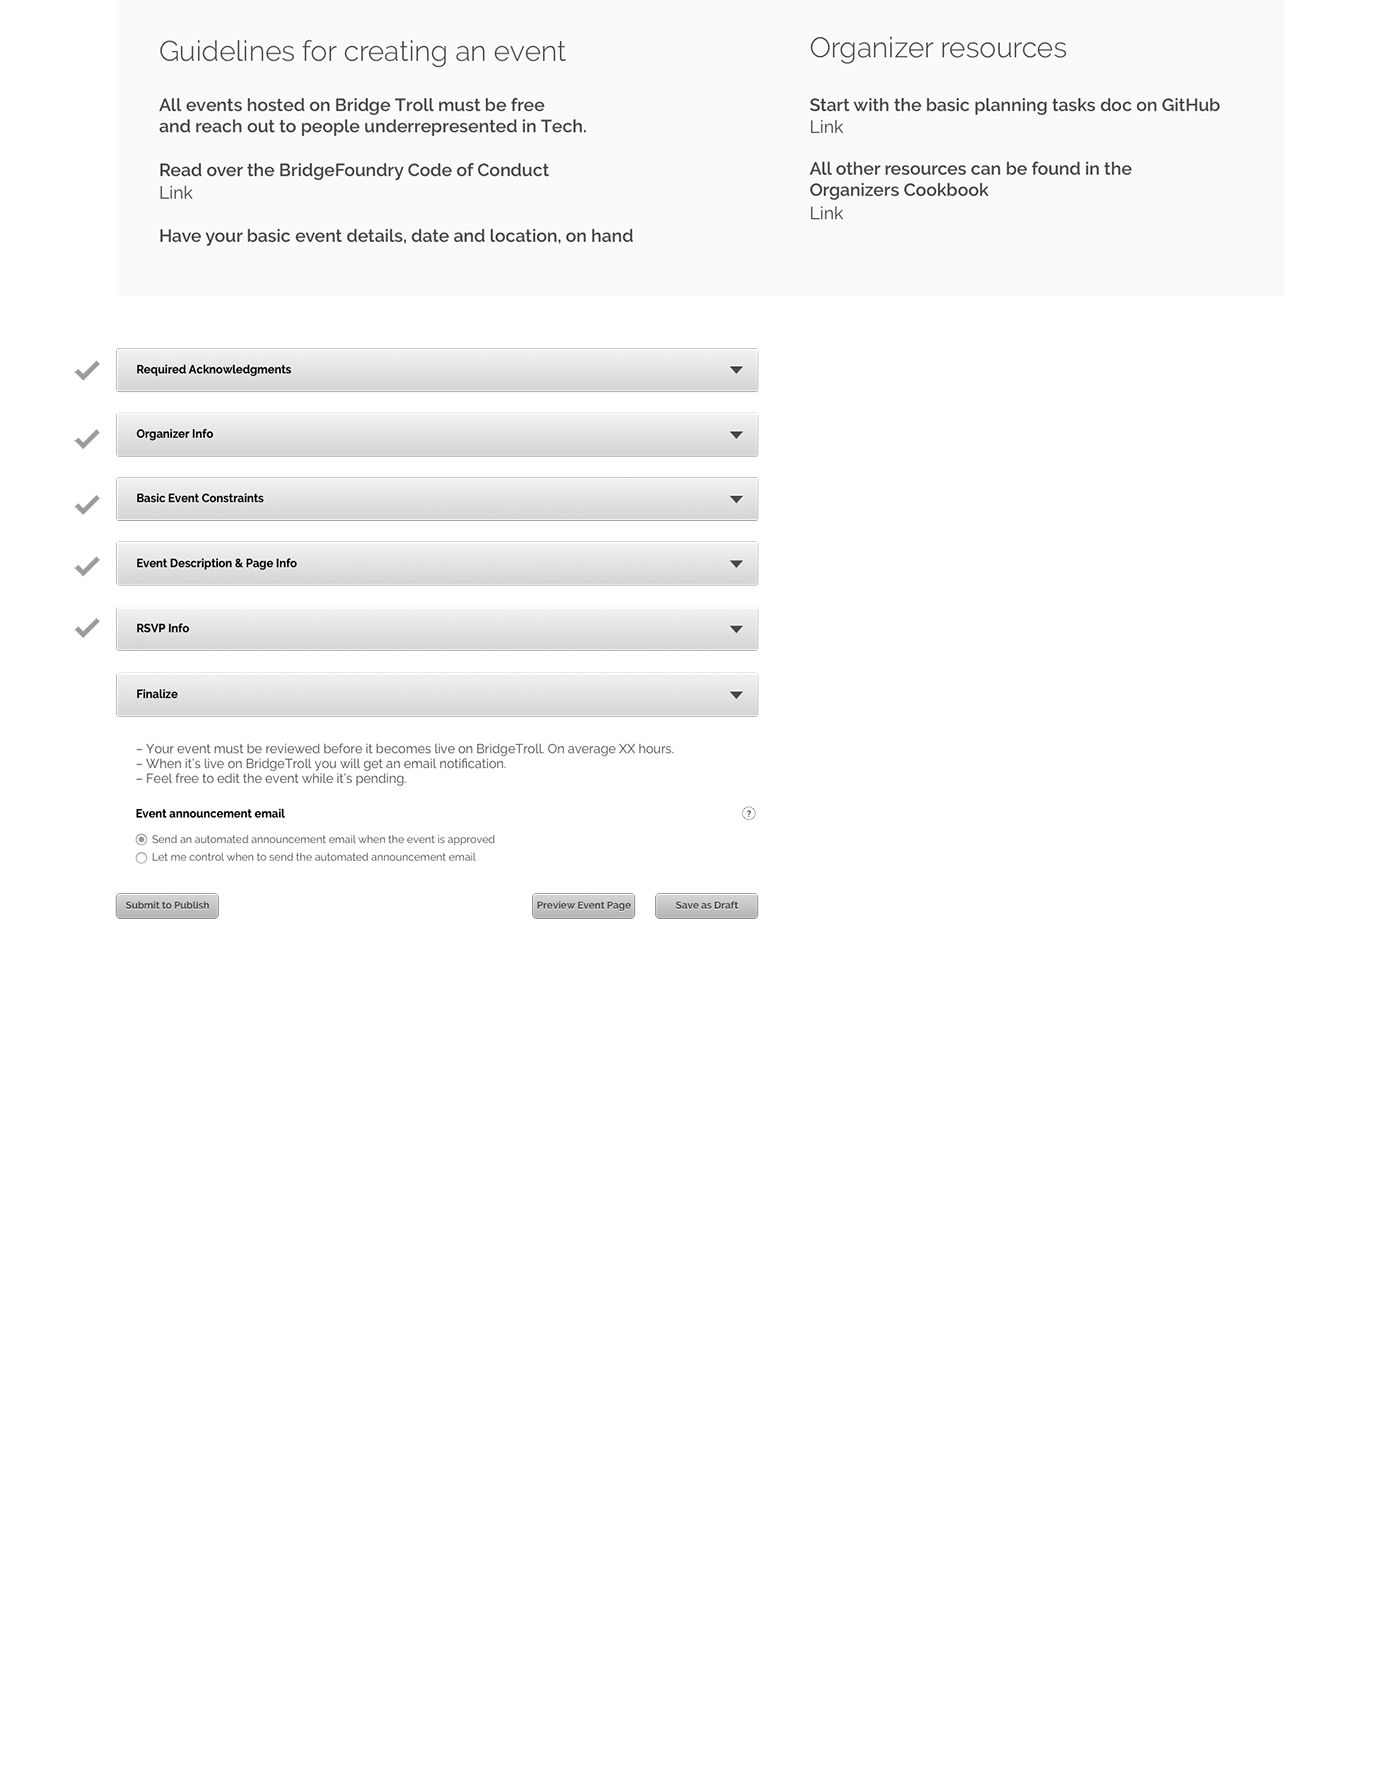 Guidelines for creating an event
All events hosted on Bridge Troll must be free
and reach out to people underrepresented in Tech.
Read over the BridgeFoundry Code of Conduct
Link
Have your basic event details, date and location, on hand
Organizer resources
Start with the basic planning tasks doc on GitHub
Link
All other resources can be found in the
Organizers Cookbook
Link
Required Acknowledgments
Organizer Info
Basic Event Constraints
Event Description & Page Info
RSVP Info
Finalize
– Your event must be reviewed before it becomes live on BridgeTroll. On average XX hours.
– When it's live on BridgeTroll you will get an email notification.
– Feel free to edit the event while it's pending.
Event announcement email
?
Send an automated announcement email when the event is approved
Let me control when to send the automated announcement email
Submit to Publish
Preview Event Page
Save as Draft